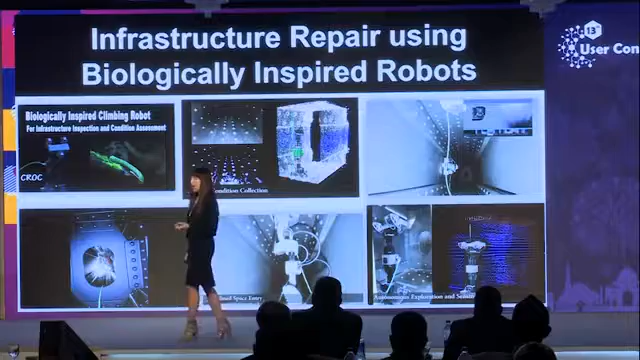 Infrastructure Repair using
Biologically Inspired Robots
13th
User Con
Biologically Inspired Climbing Robot
For Infrastructure Inspection and Condition Assessment
CROC
Condition Collection
Space Entry
Autonomous Exploration and